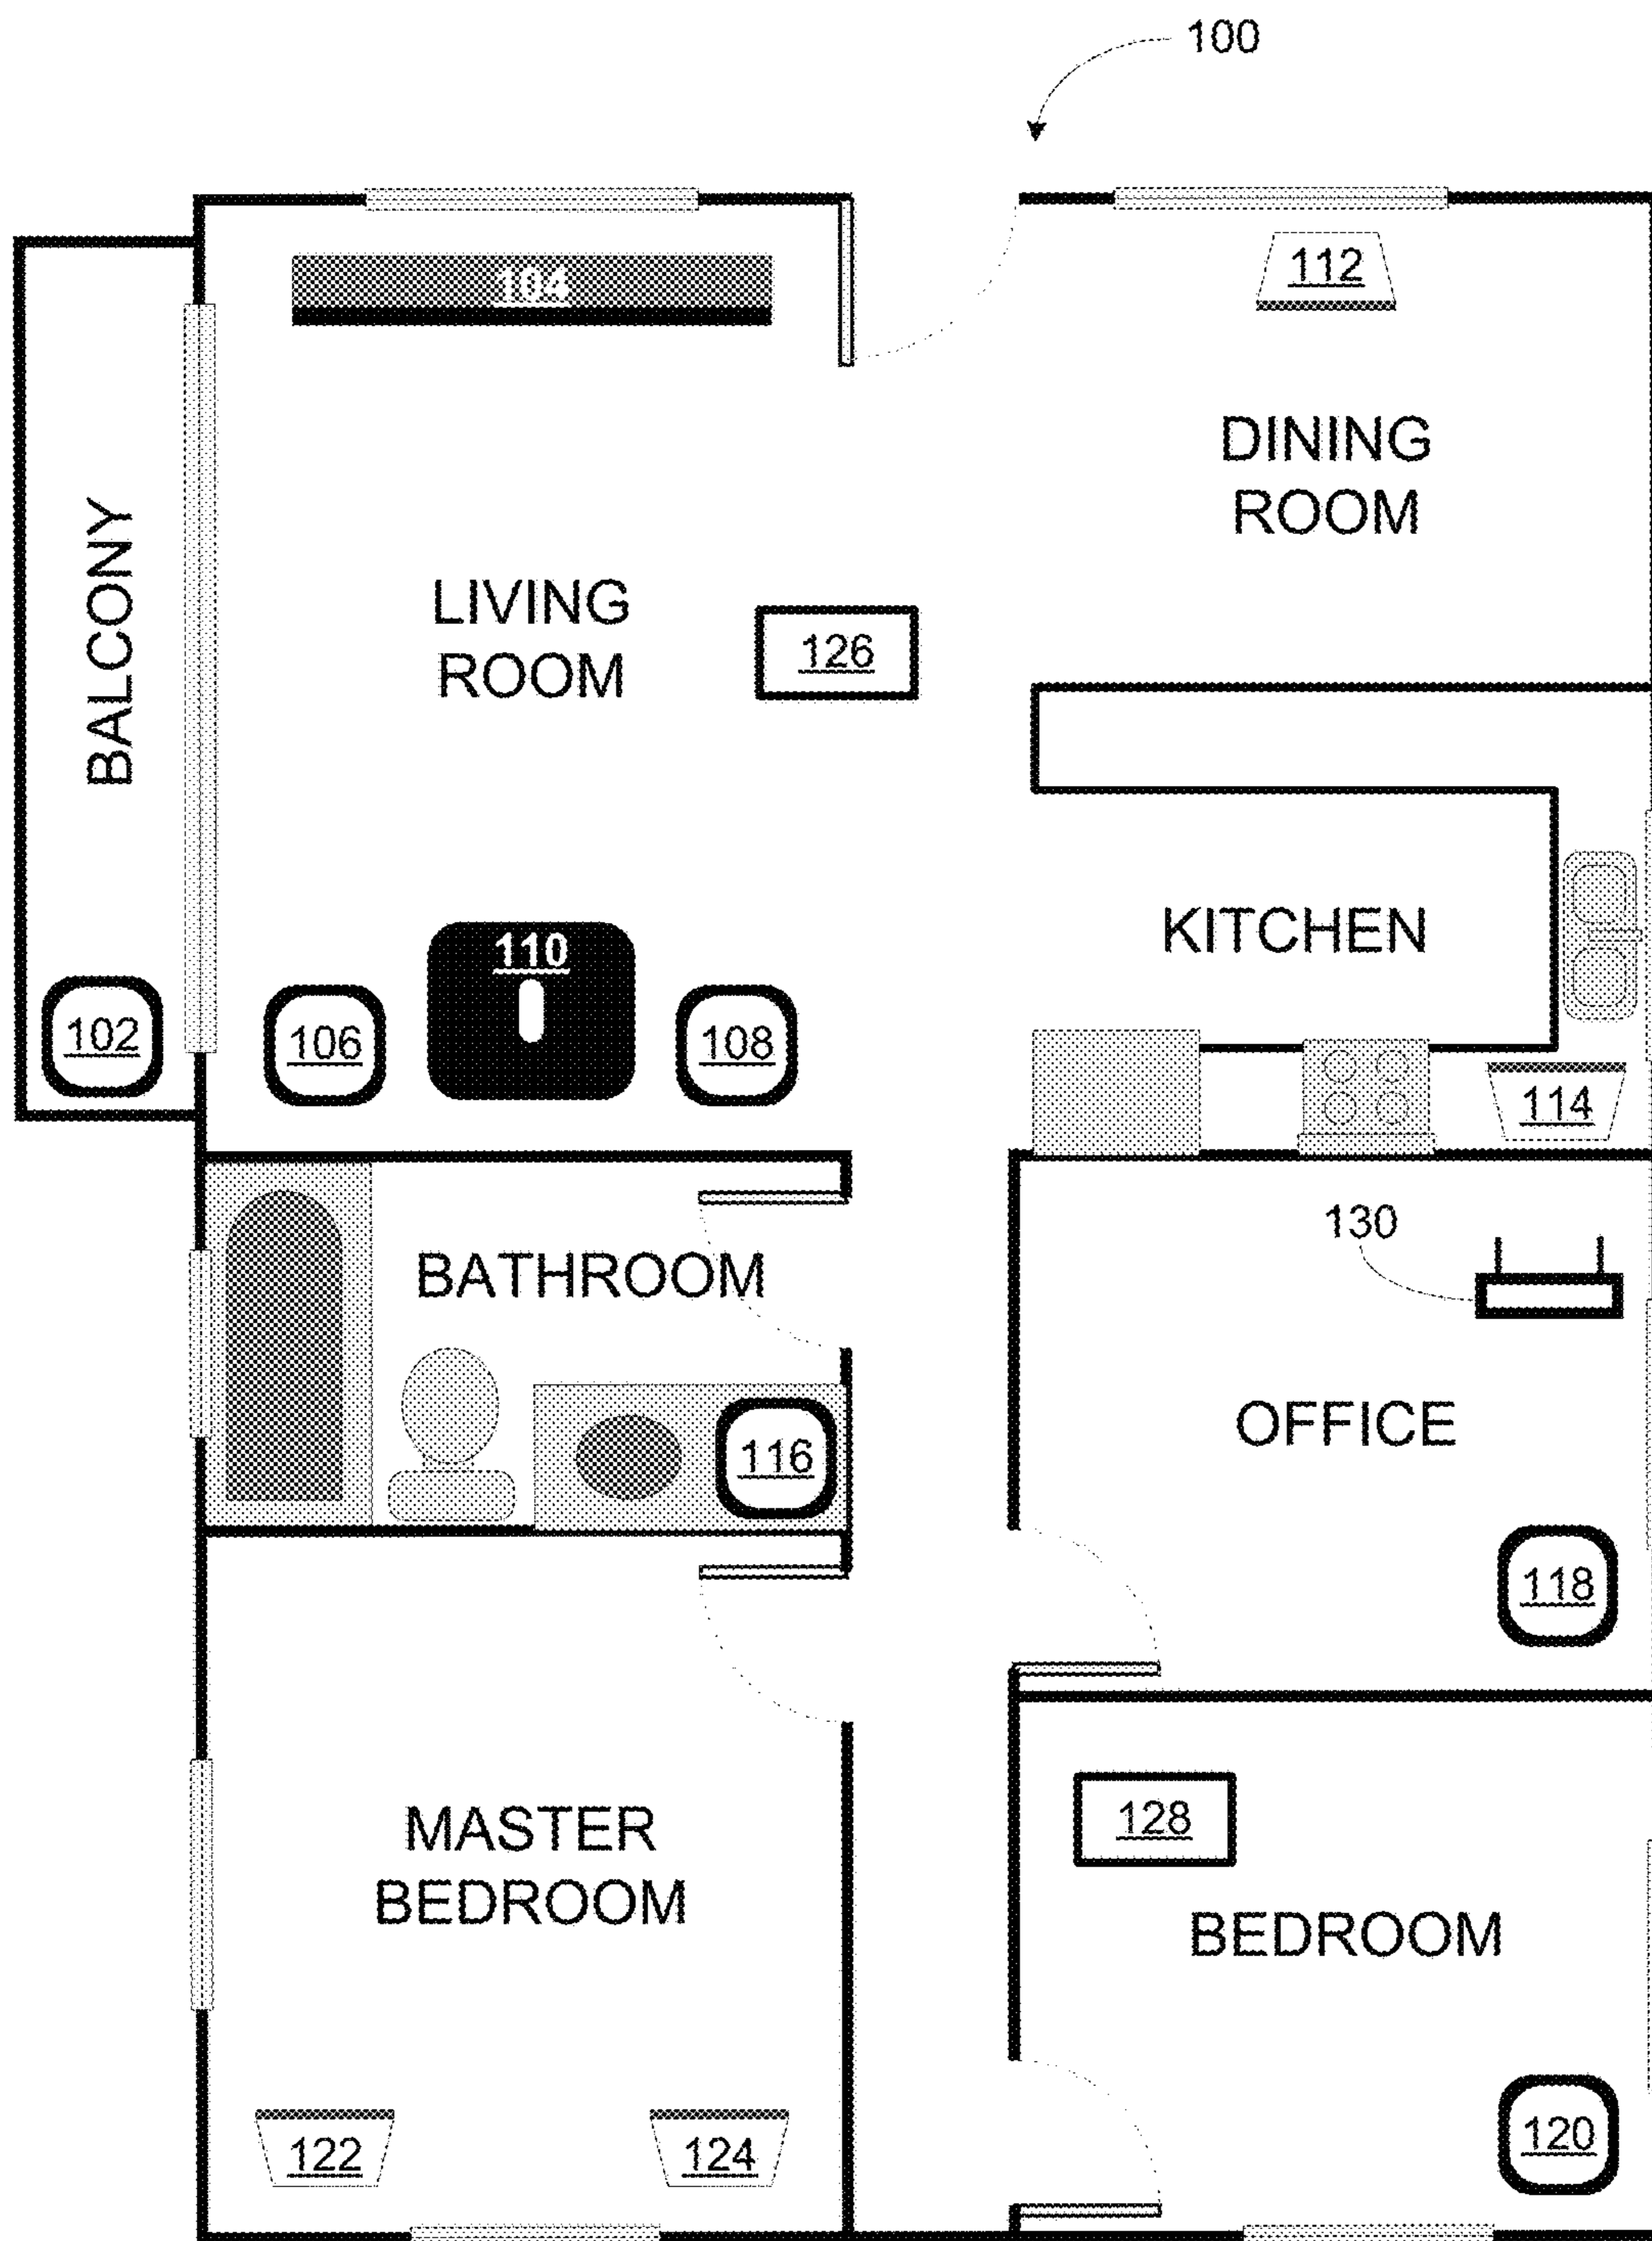 100
104
112
DINING
ROOM
BALCONY
LIVING
ROOM
126
KITCHEN
110
102
106
108
114
130
BATHROOM
OFFICE
116
118
MASTER
BEDROOM
128
BEDROOM
122
124
120